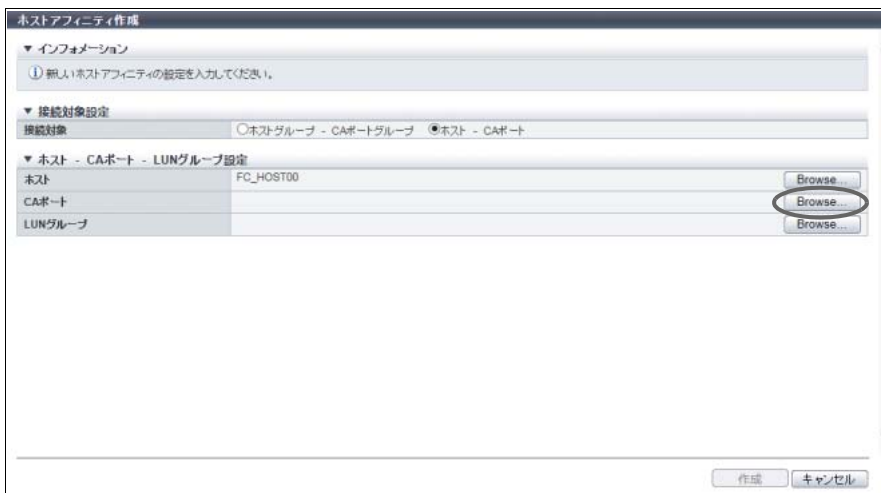 ホストアフィニティ作成
▼ インフォメーション
新しいホストアフィニティの設定を入力してください。
▼ 接続対象設定
接続対象 ホストグループ - CAポートグループ ホスト - CAポート
▼ ホスト - CAポート - LUNグループ設定
ホスト FC_HOST00 Browse...
CAポート Browse...
LUNグループ Browse...
作成 キャンセル